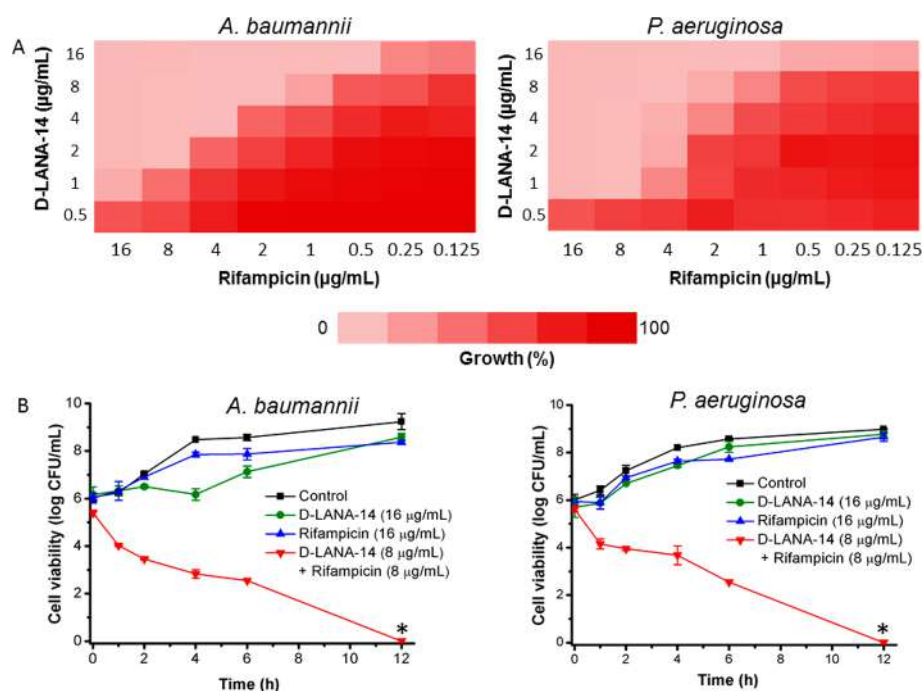 A
A. baumannii
P. aeruginosa
D-LANA-14 (µg/mL)
16
8
4
2
1
0.5
16 8 4 2 1 0.5 0.25 0.125
Rifampicin (µg/mL)
D-LANA-14 (µg/mL)
16
8
4
2
1
0.5
16 8 4 2 1 0.5 0.25 0.125
Rifampicin (µg/mL)
0 100
Growth (%)
B
A. baumannii
Cell viability (log CFU/mL)
10
8
6
4
2
0
Control
D-LANA-14 (16 µg/mL)
Rifampicin (16 µg/mL)
D-LANA-14 (8 µg/mL)
+ Rifampicin (8 µg/mL)
*
0 2 4 6 8 10 12
Time (h)
P. aeruginosa
Cell viability (log CFU/mL)
10
8
6
4
2
0
Control
D-LANA-14 (16 µg/mL)
Rifampicin (16 µg/mL)
D-LANA-14 (8 µg/mL)
+ Rifampicin (8 µg/mL)
*
0 2 4 6 8 10 12
Time (h)